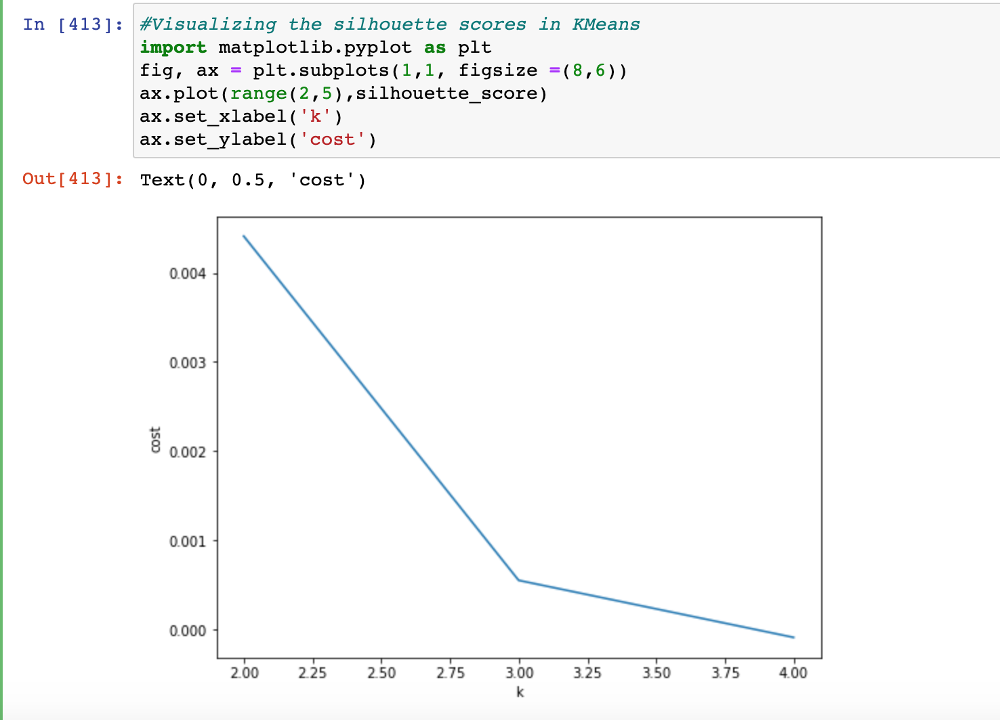 In [413]: #Visualizing the silhouette scores in KMeans
import matplotlib.pyplot as plt
fig, ax = plt.subplots(1,1, figsize =(8,6))
ax.plot(range(2,5),silhouette_score)
ax.set_xlabel('k')
ax.set_ylabel('cost')
Out[413]: Text(0, 0.5, 'cost')
0.004
0.003
0.002
0.001
0.000
cost
2.00 2.25 2.50 2.75 3.00 3.25 3.50 3.75 4.00
k